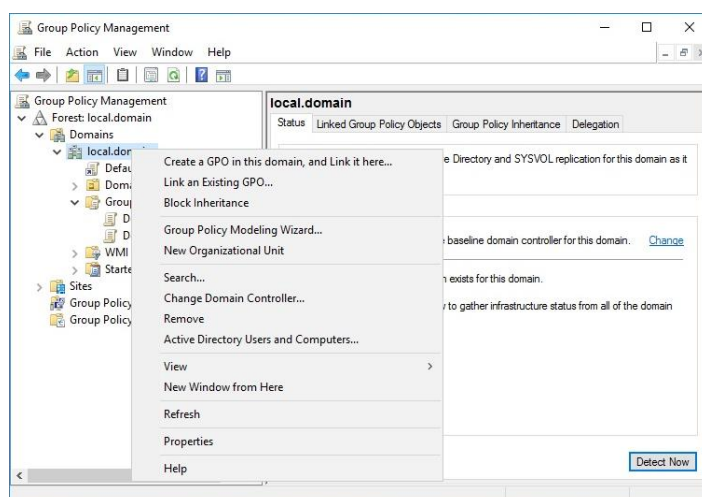 Group Policy Management
File Action View Window Help
Group Policy Management
Forest: local.domain
Domains
local.domain
Defau
Doma
Group
D
D
WMI
Starte
Sites
Group Policy
Group Policy
Create a GPO in this domain, and Link it here...
Link an Existing GPO...
Block Inheritance
Group Policy Modeling Wizard...
New Organizational Unit
Search...
Change Domain Controller...
Remove
Active Directory Users and Computers...
View
New Window from Here
Refresh
Properties
Help
local.domain
Status Linked Group Policy Objects Group Policy Inheritance Delegation
e Directory and SYSVOL replication for this domain as it
baseline domain controller for this domain. Change
exists for this domain.
to gather infrastructure status from all of the domain
Detect Now